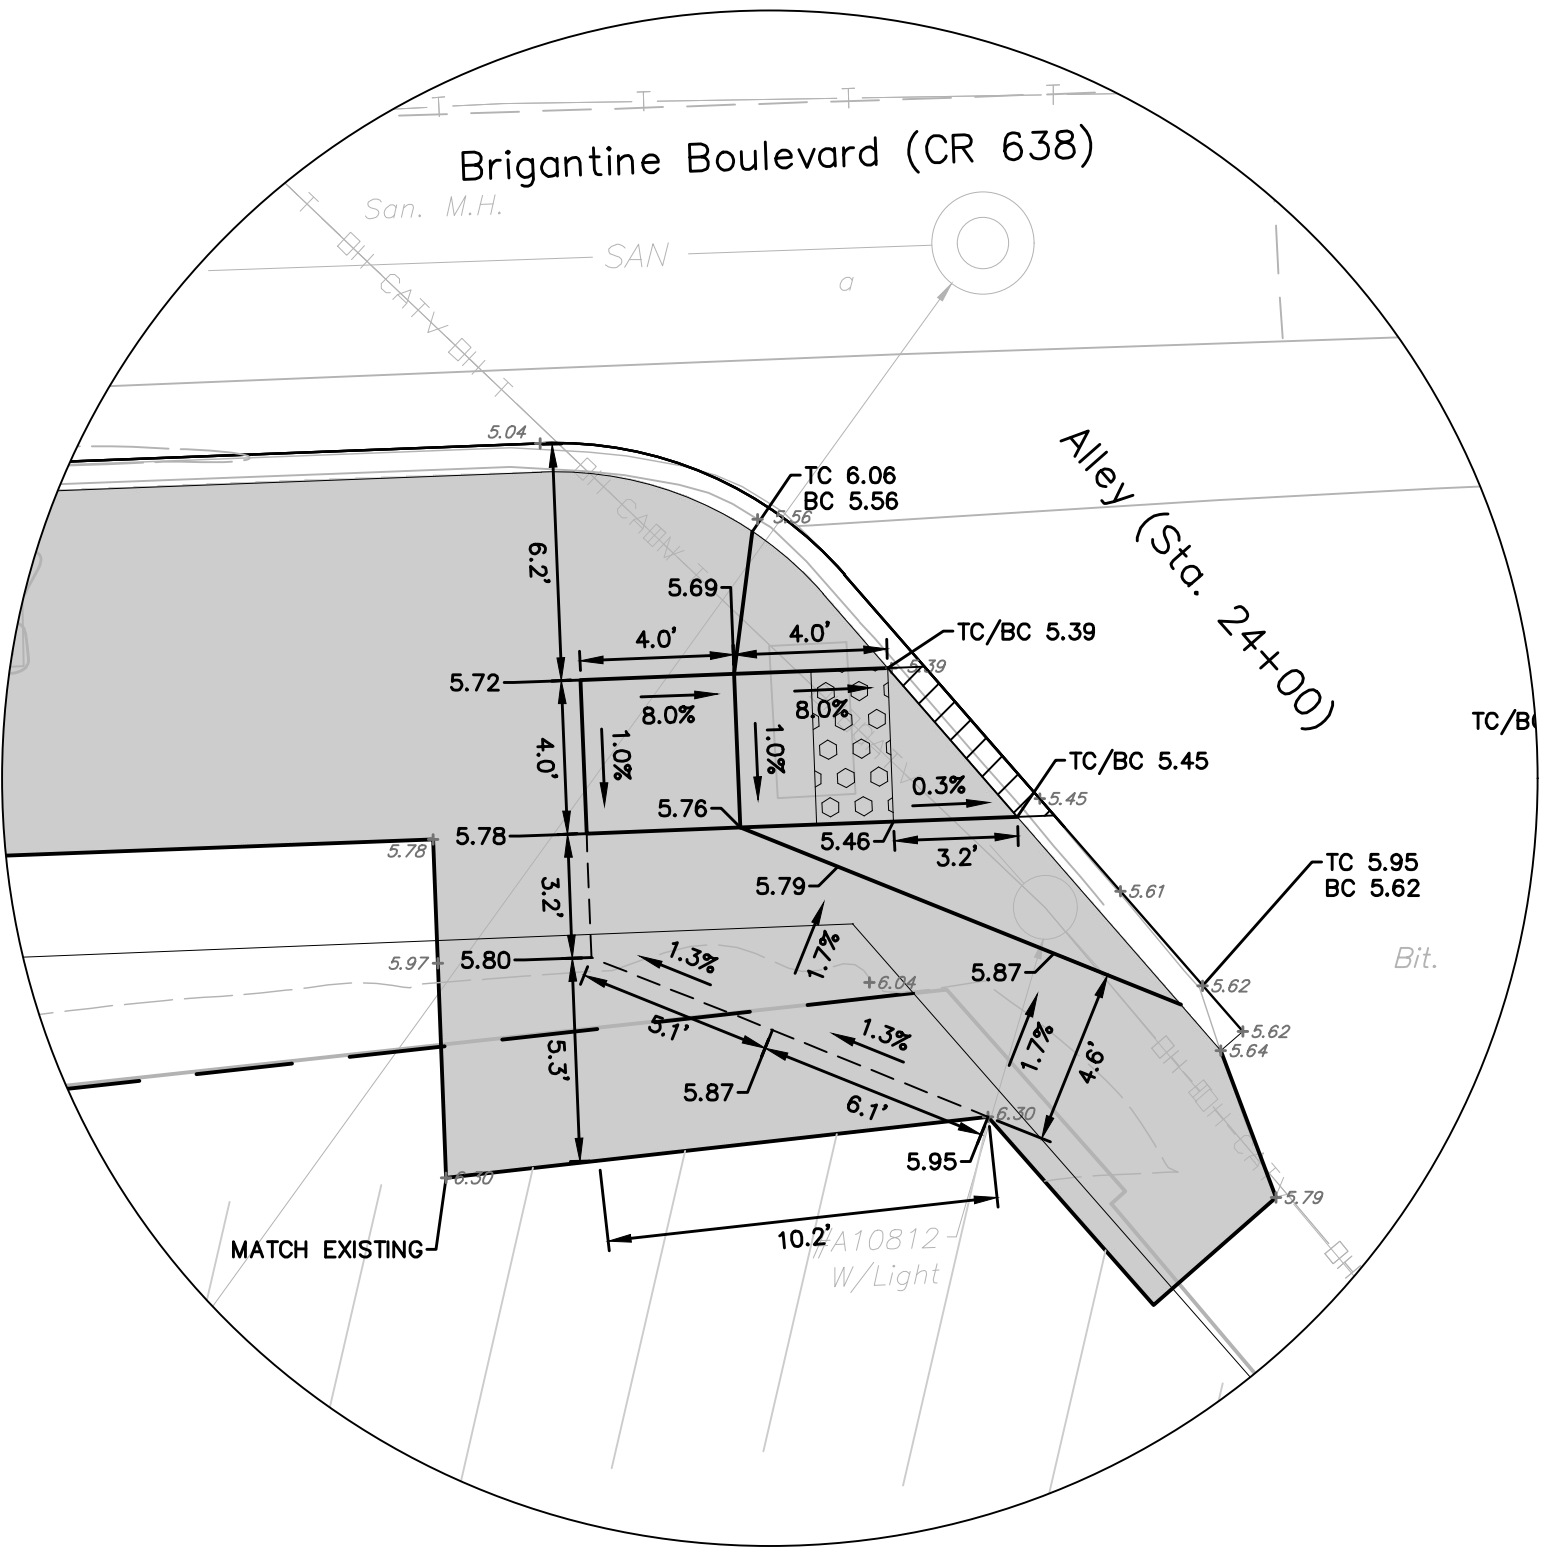 Brigantine Boulevard (CR 638)
San. M.H.
SAN
a
OH CATV OH
Alley (Sta. 24+00)
5.04
TC 6.06
BC 5.56
5.56
6.2'
5.69
4.0'
4.0'
TC/BC 5.39
5.39
5.72
8.0%
8.0%
1.0%
1.0%
4.0'
TC/BC 5.45
5.45
0.3%
5.76
5.78
5.78
5.46
3.2'
TC 5.95
BC 5.62
5.79
5.61
3.2'
5.97
5.80
1.3%
1.7%
5.87
6.04
5.62
Bit.
5.1'
1.3%
1.7%
4.6'
5.62
5.64
5.3'
5.87
6.1'
6.30
5.95
6.30
5.79
MATCH EXISTING
10.2'
#A10812
W/Light